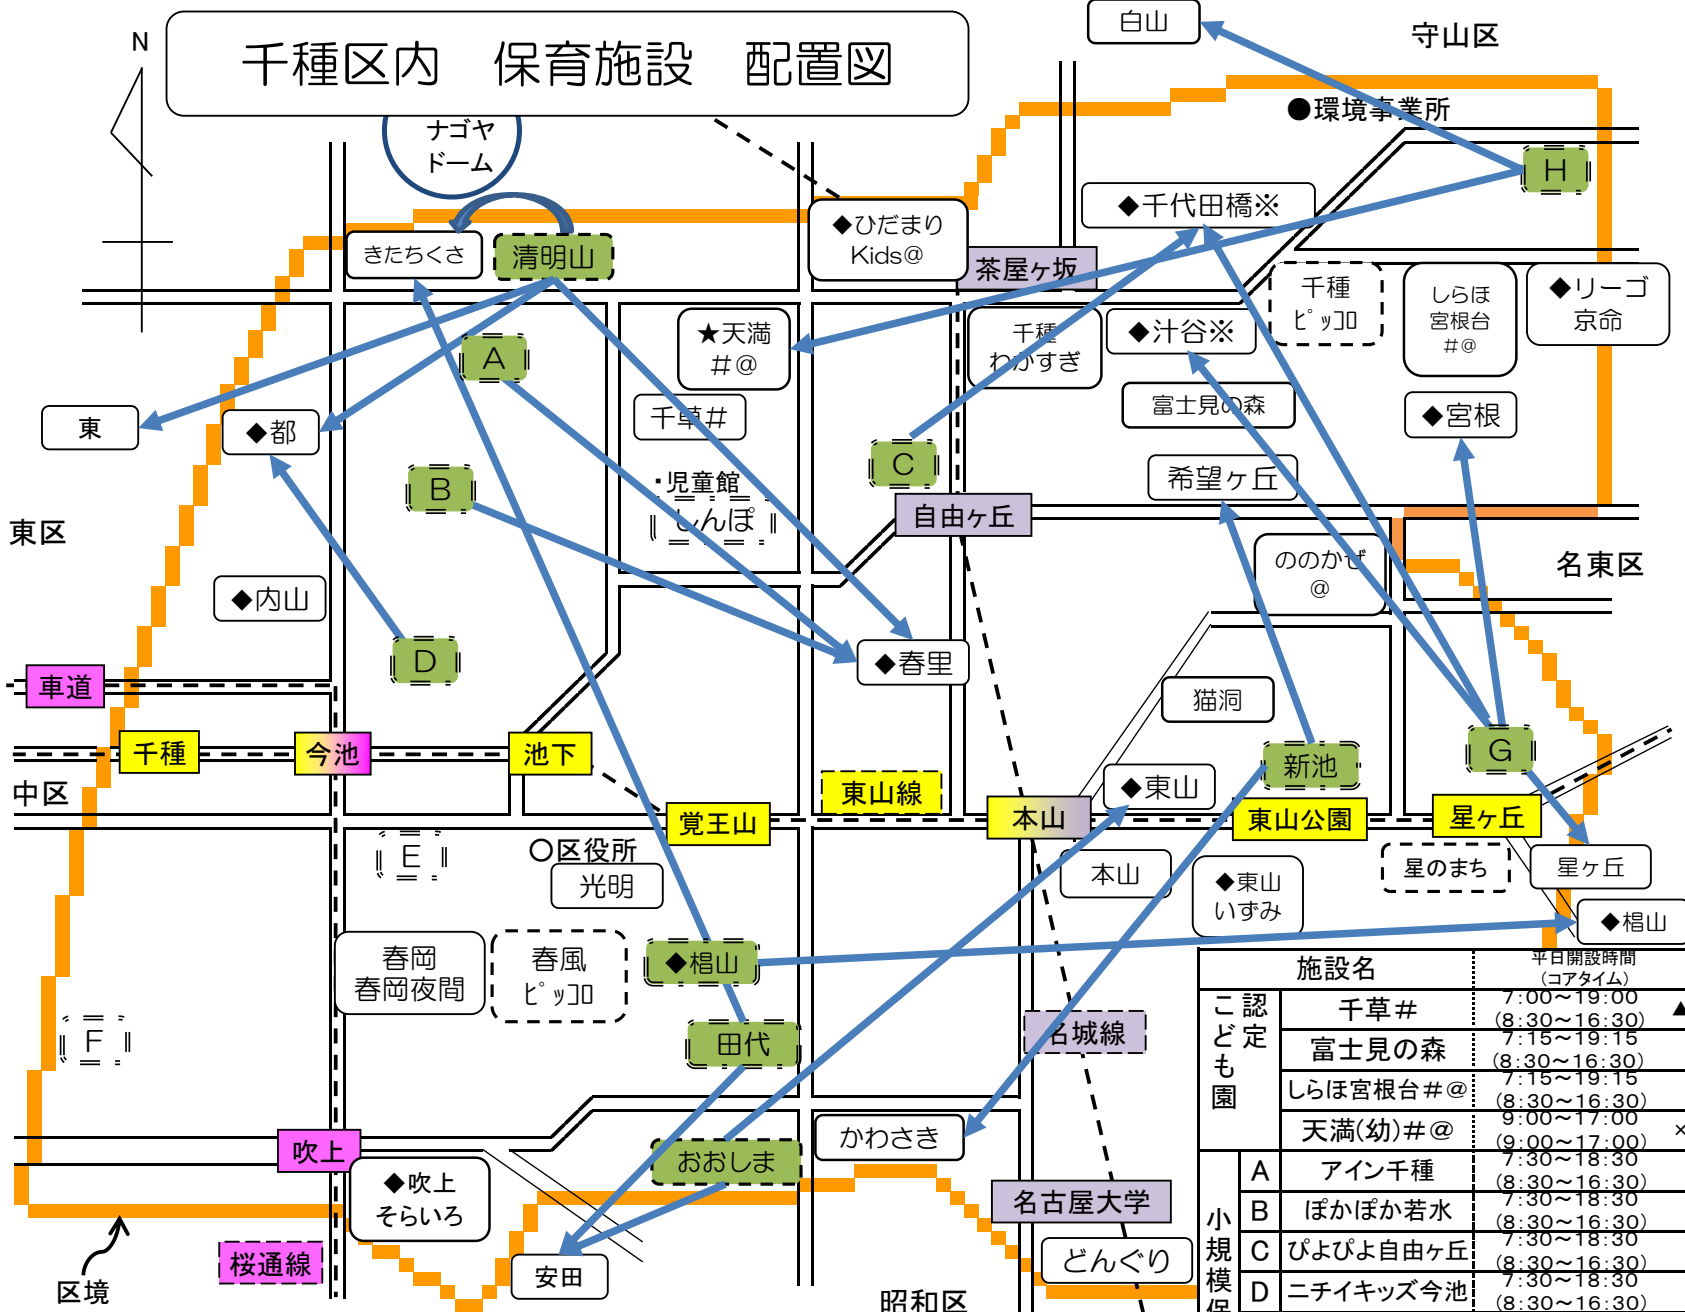 千種区内 保育施設 配置図
N
白山
守山区
●環境事業所
ナゴヤ
ドーム
H
◆千代田橋※
◆ひだまり
Kids@
きたちくさ
清明山
茶屋ヶ坂
千種
ピッコロ
しらほ
宮根台
#@
◆リーゴ
京命
★天満
#@
千種
わかすぎ
◆汁谷※
A
富士見の森
◆宮根
東
◆都
千草#
C
B
・児童館
しんぽ
希望ヶ丘
自由ヶ丘
東区
ののかぜ
@
名東区
◆内山
D
◆春里
車道
猫洞
千種
今池
池下
新池
G
中区
東山線
◆東山
覚王山
本山
東山公園
星ヶ丘
E
○区役所
光明
本山
◆東山
いずみ
星のまち
星ヶ丘
◆椙山
春岡
春岡夜間
春風
ピッコロ
◆椙山
F
田代
名城線
かわさき
吹上
おおしま
◆吹上
そらいろ
名古屋大学
桜通線
安田
どんぐり
区境
昭和区
施設名
平日開設時間
(コアタイム)
認定こども園
千草#
7:00~19:00
(8:30~16:30)
▲
富士見の森
7:15~19:15
(8:30~16:30)
しらほ宮根台#@
7:15~19:15
(8:30~16:30)
天満(幼)#@
9:00~17:00
(9:00~17:00)
×
小規模保
A
アイン千種
7:30~18:30
(8:30~16:30)
B
ぽかぽか若水
7:30~18:30
(8:30~16:30)
C
ぴよぴよ自由ヶ丘
7:30~18:30
(8:30~16:30)
D
ニチイキッズ今池
7:30~18:30
(8:30~16:30)